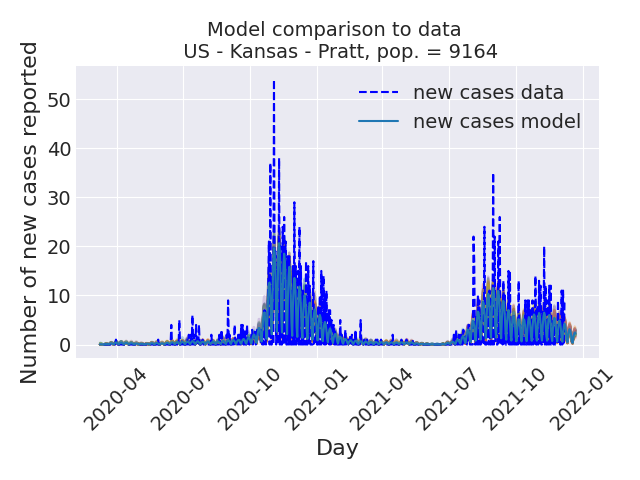 Model comparison to data
US - Kansas - Pratt, pop. = 9164
Number of new cases reported
50
40
30
20
10
0
new cases data
new cases model
2020-04
2020-07
2020-10
2021-01
2021-04
2021-07
2021-10
2022-01
Day